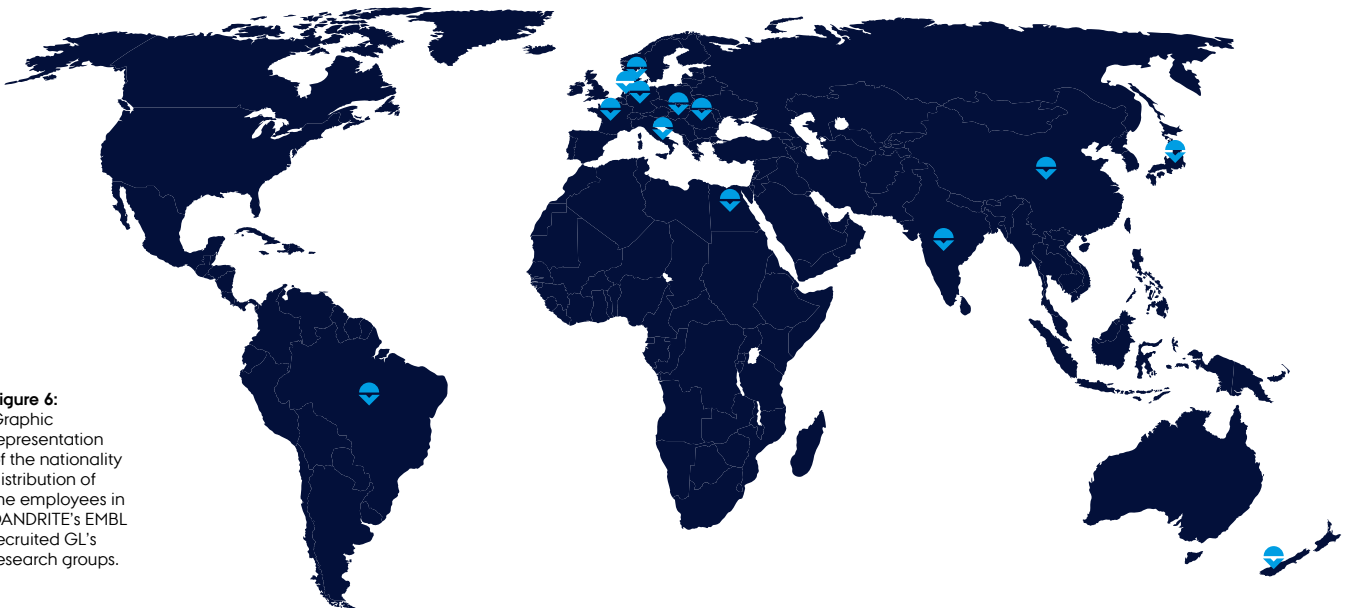 igure 6:
Graphic
epresentation
f the nationality
istribution of
he employees in
DANDRITE's EMBL
ecruited GL's
esearch groups.